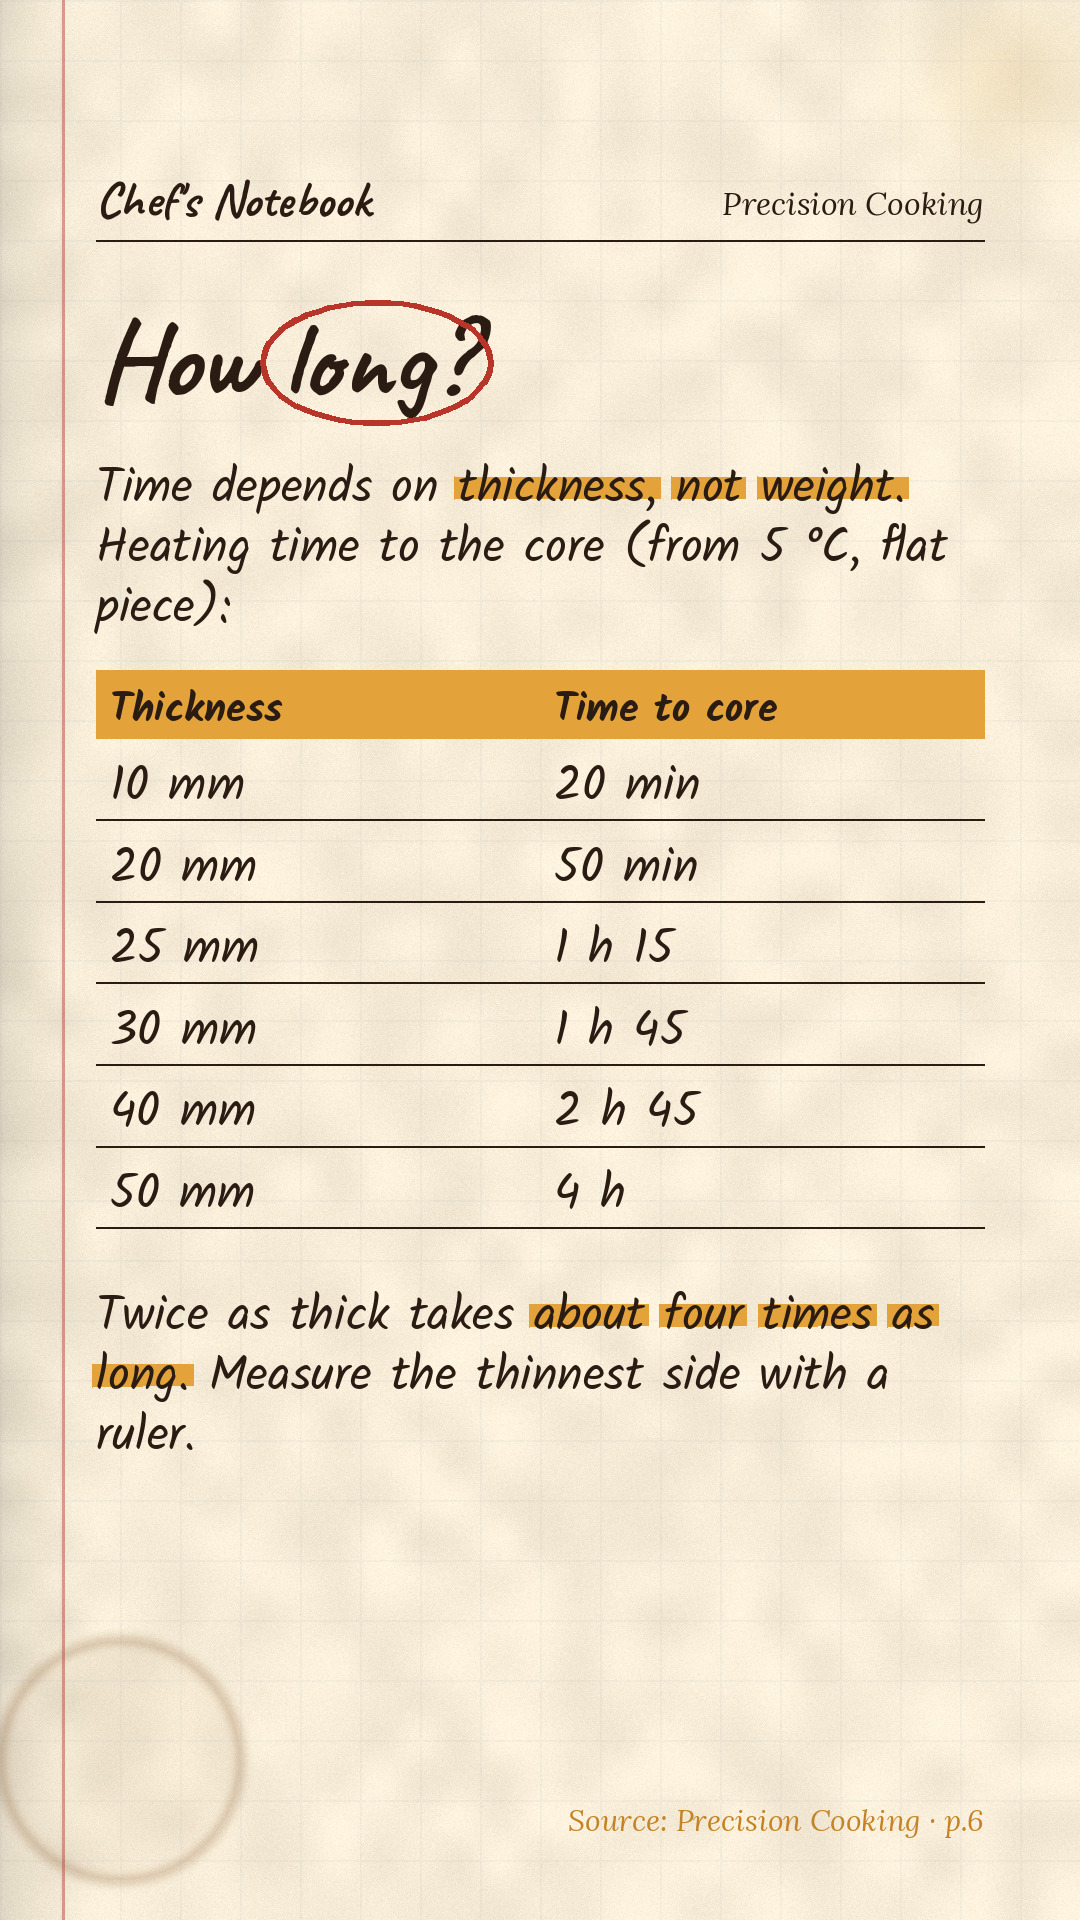 Chef's Notebook
Precision Cooking
How long?
Time depends on thickness, not weight.
Heating time to the core (from 5 °C, flat
piece):
Thickness Time to core
10 mm 20 min
20 mm 50 min
25 mm 1 h 15
30 mm 1 h 45
40 mm 2 h 45
50 mm 4 h
Twice as thick takes about four times as
long. Measure the thinnest side with a
ruler.
Source: Precision Cooking · p.6